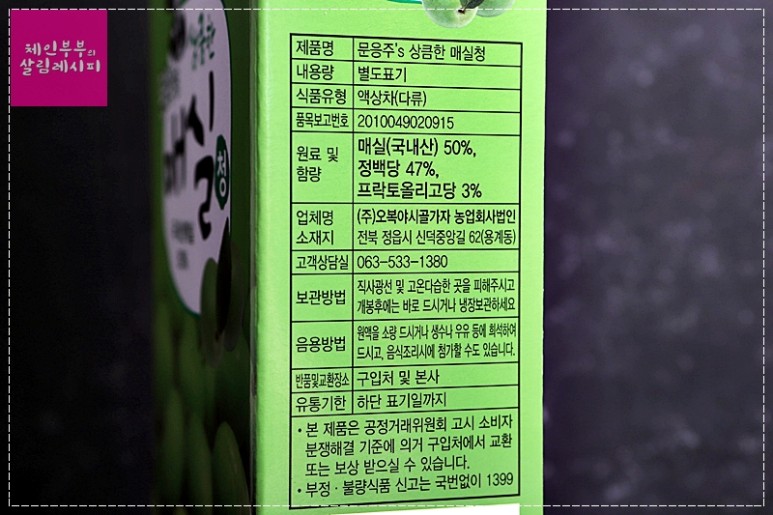 체인부부의
살림레시피
상큼한
매실
청
제품명 문응주's 상큼한 매실청
내용량 별도표기
식품유형 액상차(다류)
품목보고번호 2010049020915
원료 및 함량
매실(국내산) 50%,
정백당 47%,
프락토올리고당 3%
업체명 (주)오복야시골가자 농업회사법인
소재지 전북 정읍시 신덕중앙길 62(용계동)
고객상담실 063-533-1380
보관방법
직사광선 및 고온다습한 곳을 피해주시고
개봉후에는 바로 드시거나 냉장보관하세요
음용방법
원액을 소량 드시거나 생수나 우유 등에 희석하여
드시고, 음식조리시에 첨가할 수도 있습니다.
반품및교환장소 구입처 및 본사
유통기한 하단 표기일까지
• 본 제품은 공정거래위원회 고시 소비자
분쟁해결 기준에 의거 구입처에서 교환
또는 보상 받으실 수 있습니다.
• 부정·불량식품 신고는 국번없이 1399